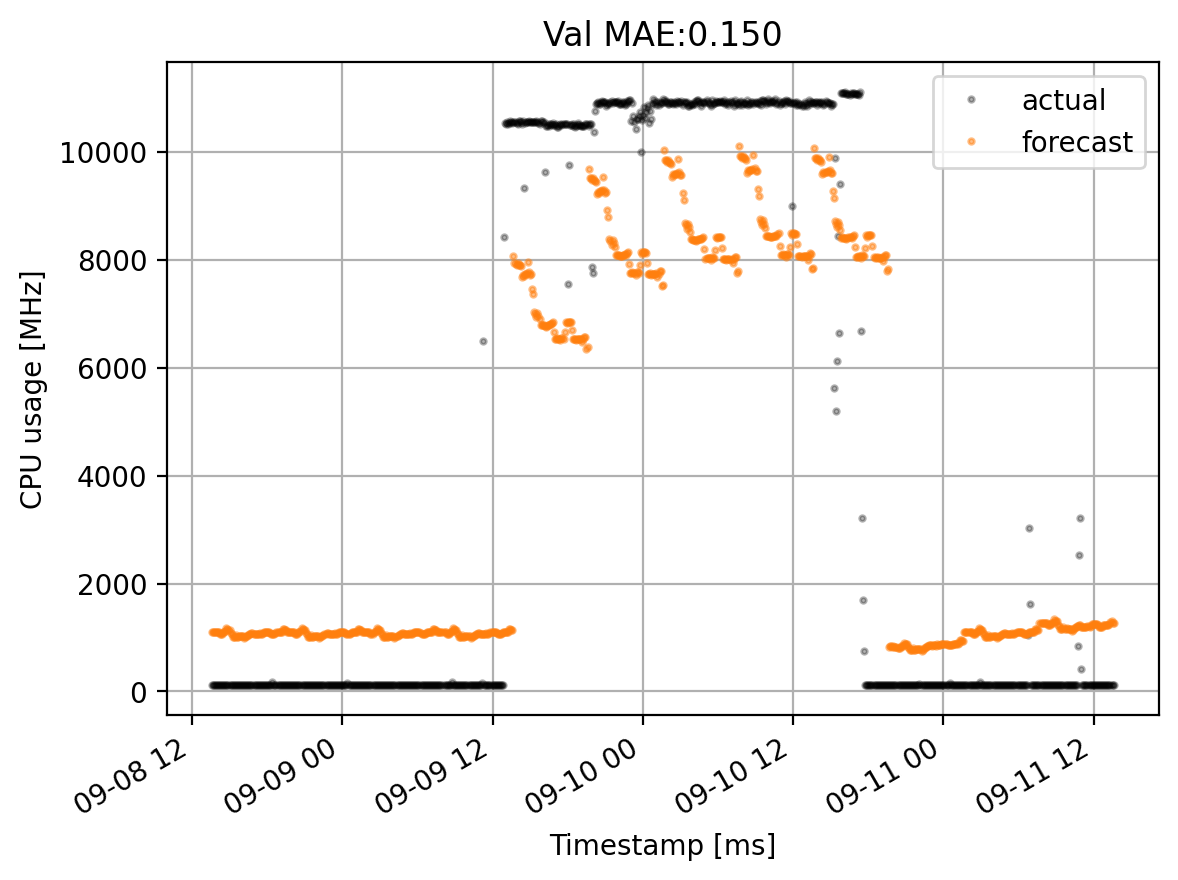 Val MAE:0.150
actual
forecast
CPU usage [MHz]
10000
8000
6000
4000
2000
0
09-08 12
09-09 00
09-09 12
09-10 00
09-10 12
09-11 00
09-11 12
Timestamp [ms]